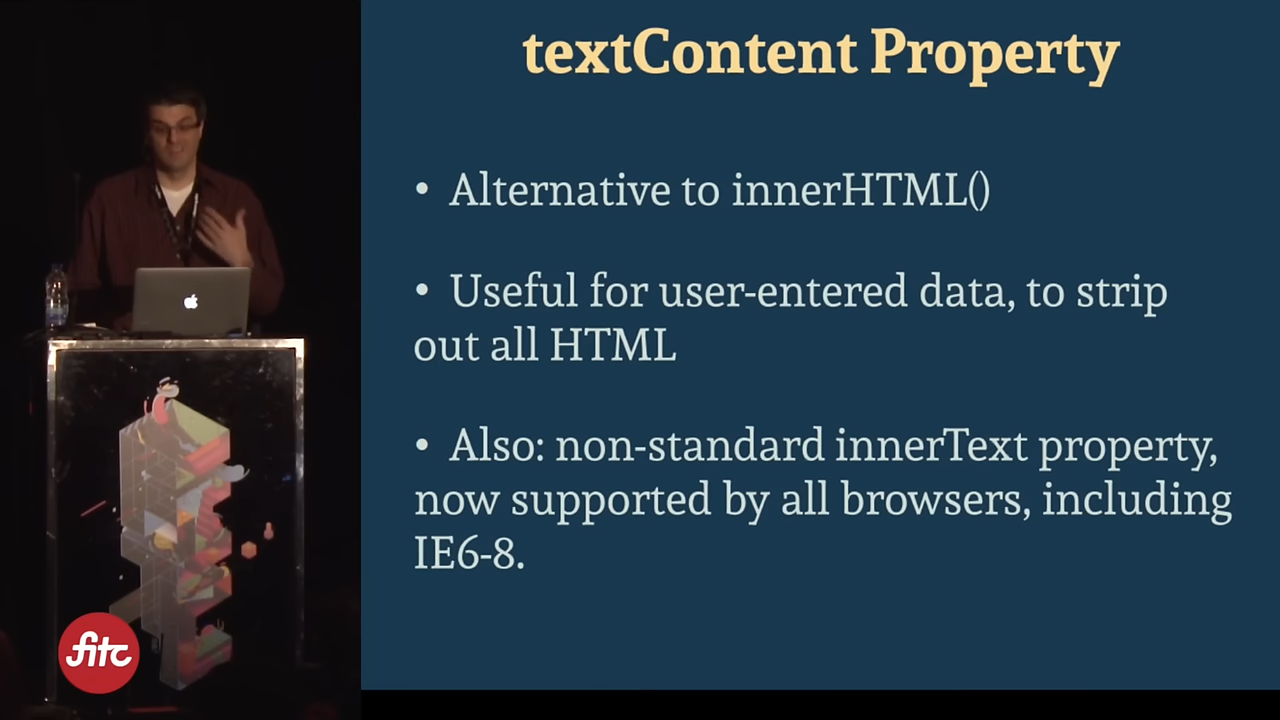 textContent Property
• Alternative to innerHTML()
• Useful for user-entered data, to strip
out all HTML
• Also: non-standard innerText property,
now supported by all browsers, including
IE6-8.
fitc